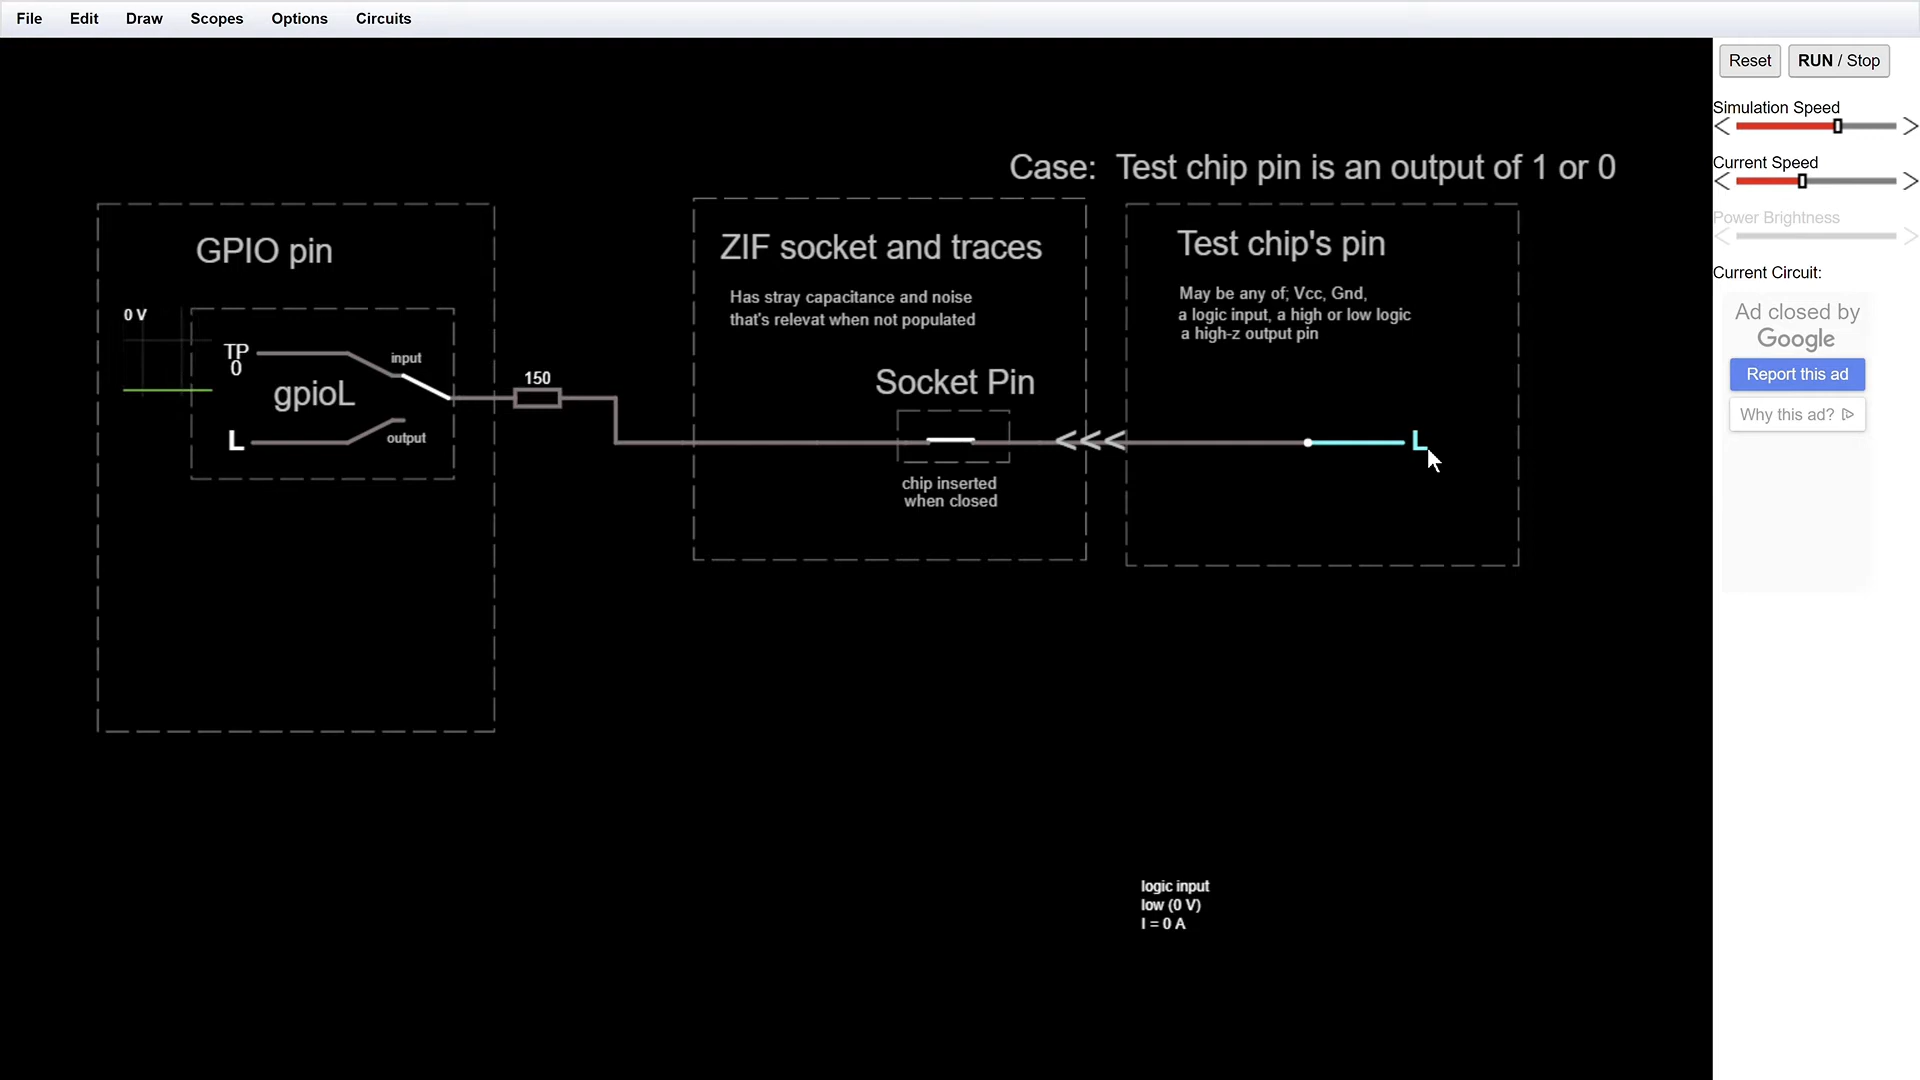 File Edit Draw Scopes Options Circuits
Reset RUN / Stop
Simulation Speed
Current Speed
Power Brightness
Current Circuit:
Ad closed by
Google
Report this ad
Why this ad?
Case: Test chip pin is an output of 1 or 0
GPIO pin
0 V
TP
0
input
gpioL
L
output
150
ZIF socket and traces
Has stray capacitance and noise
that's relevat when not populated
Socket Pin
<<<
chip inserted
when closed
Test chip's pin
May be any of; Vcc, Gnd,
a logic input, a high or low logic
a high-z output pin
L
logic input
low (0 V)
I = 0 A